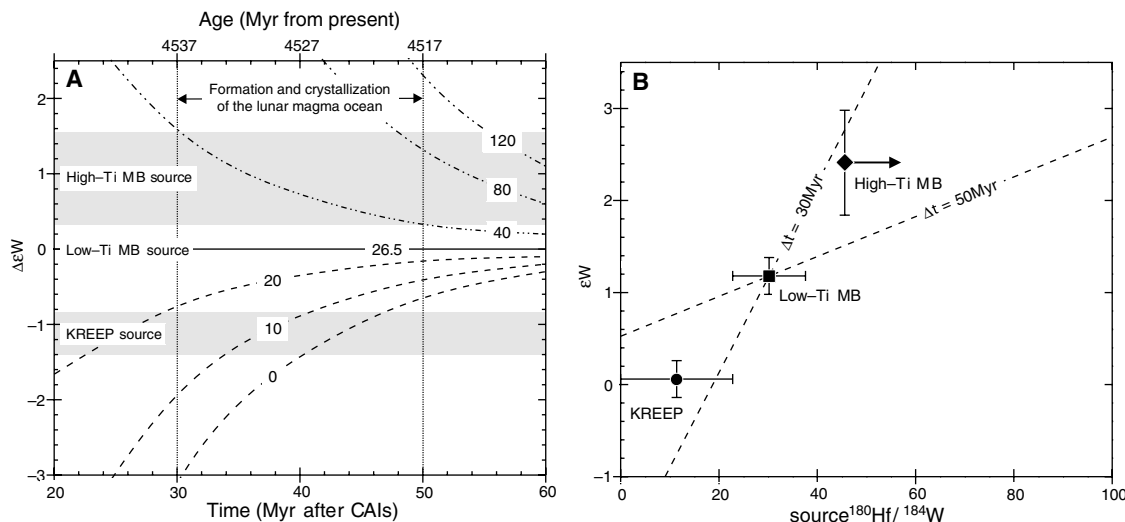 Age (Myr from present)
4537 4527 4517
A
Formation and crystallization
of the lunar magma ocean
2
1
0
−1
−2
−3
ΔεW
High–Ti MB source
Low–Ti MB source
KREEP source
120
80
40
26.5
20
10
0
20 30 40 50 60
Time (Myr after CAIs)
B
3
2
1
0
−1
εW
Δt = 30Myr
High–Ti MB
Δt = 50Myr
Low–Ti MB
KREEP
0 20 40 60 80 100
source 180Hf/ 184W